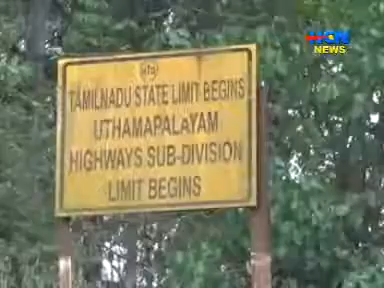 NEWS
TAMILNADU STATE LIMIT BEGINS
UTHAMAPALAYAM
HIGHWAYS SUB-DIVISION
LIMIT BEGINS